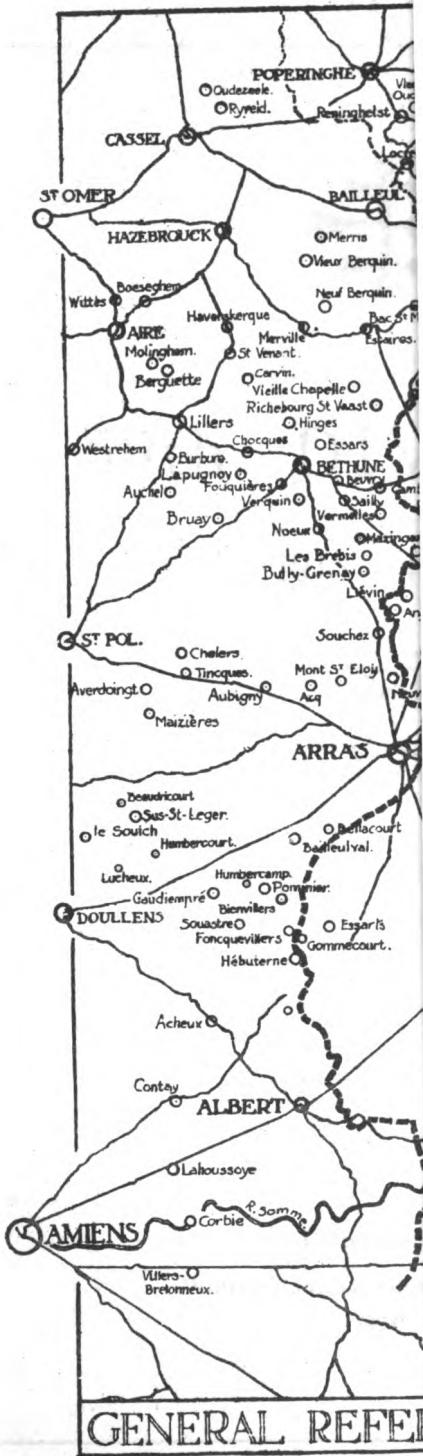 POPERINGHE
Oudezeele.
Ryveld.
Reninghelst
CASSEL
ST OMER
BAILLEUL
HAZEBROUCK
Merris
Vieux Berquin.
Boeseghem
Wittes
Neuf Berquin.
Haverskerque
Merville
Estaires.
AIRE
Molinghem.
St Venant.
Berguette
Carvin.
Vieille Chapelle
Richebourg St Vaast
Lillers
Hinges
Westrehem
Chocques
Essars
Burbure.
BETHUNE
Lapugnoy
Beuvry
Auchel
Fouquières
Sailly
Verquin
Vermelles
Bruay
Noeux
Les Brebis
Bully-Grenay
Liévin
ST POL.
Souchez
Chelers
Tincques.
Mont ST Eloy
Averdoingt
Aubigny
Acq
Maizières
ARRAS
Beaudricourt
Sus-St-Leger.
le Souich
Humbercourt.
Bellacourt
Bailleulval.
Lucheux.
Humbercamp.
Gaudiempré
Pommier.
DOULLENS
Bienvillers
Souastre
Essarts
Foncquevillers
Gommecourt.
Hébuterne
Acheux
Contay
ALBERT
Lahoussoye
R. Somme.
AMIENS
Corbie
Villers-
Bretonneux.
GENERAL